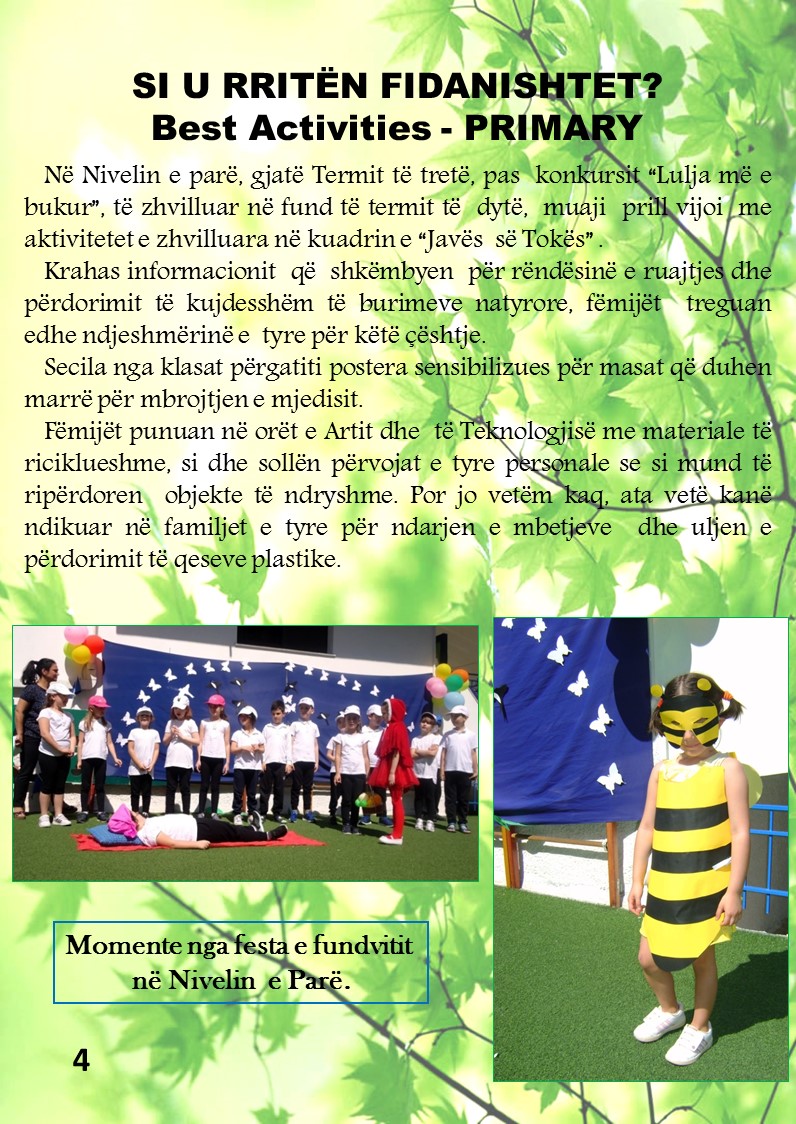 SI U RRITËN FIDANISHTET?
Best Activities - PRIMARY
Në Nivelin e parë, gjatë Termit të tretë, pas konkursit “Lulja më e
bukur”, të zhvilluar në fund të termit të dytë, muaji prill vijoi me
aktivitetet e zhvilluara në kuadrin e “Javës së Tokës” .
Krahas informacionit që shkëmbyen për rëndësinë e ruajtjes dhe
përdorimit të kujdesshëm të burimeve natyrore, fëmijët treguan
edhe ndjeshmërinë e tyre për këtë çështje.
Secila nga klasat përgatiti postera sensibilizues për masat që duhen
marrë për mbrojtjen e mjedisit.
Fëmijët punuan në orët e Artit dhe të Teknologjisë me materiale të
riciklueshme, si dhe sollën përvojat e tyre personale se si mund të
ripërdoren objekte të ndryshme. Por jo vetëm kaq, ata vetë kanë
ndikuar në familjet e tyre për ndarjen e mbetjeve dhe uljen e
përdorimit të qeseve plastike.
Momente nga festa e fundvitit
në Nivelin e Parë.
4